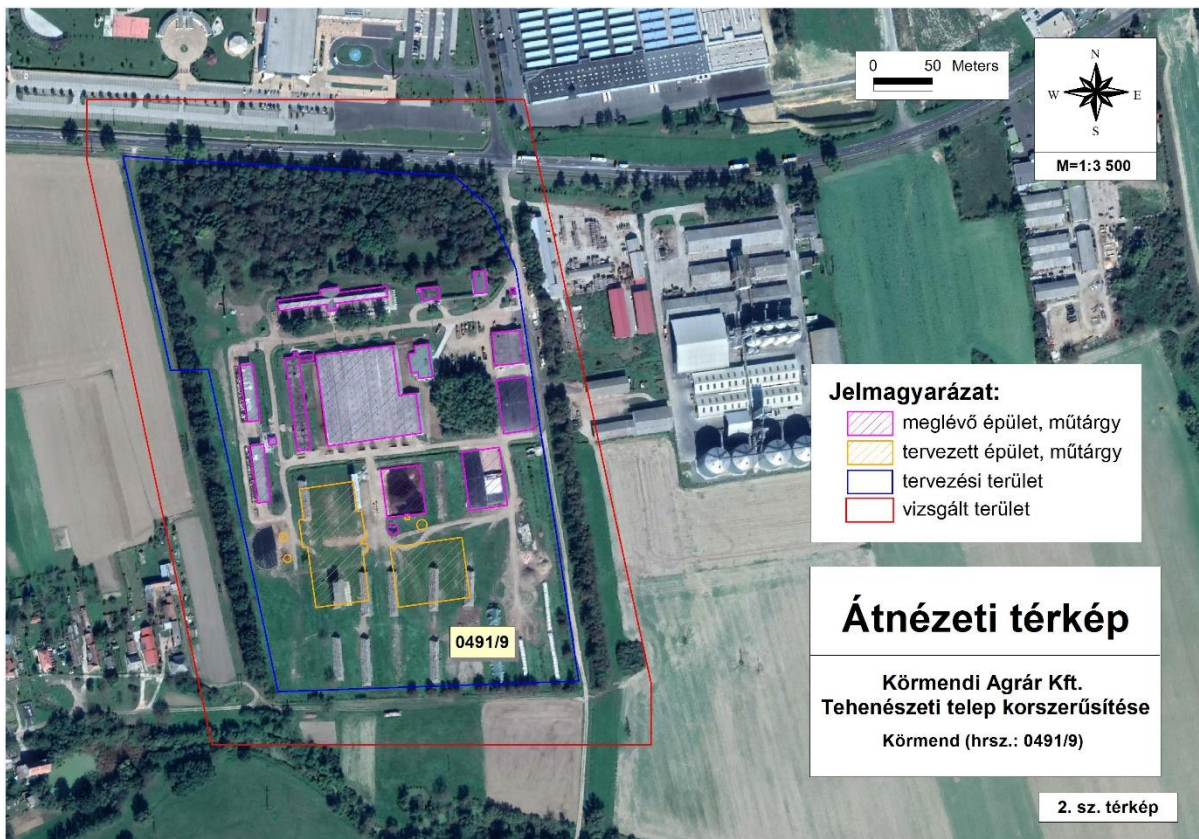 0 50 Meters
N
W E
S
M=1:3 500
Jelmagyarázat:
meglévő épület, műtárgy
tervezett épület, műtárgy
tervezési terület
vizsgált terület
0491/9
Átnézeti térkép
Körmendi Agrár Kft.
Tehenészeti telep korszerűsítése
Körmend (hrsz.: 0491/9)
2. sz. térkép